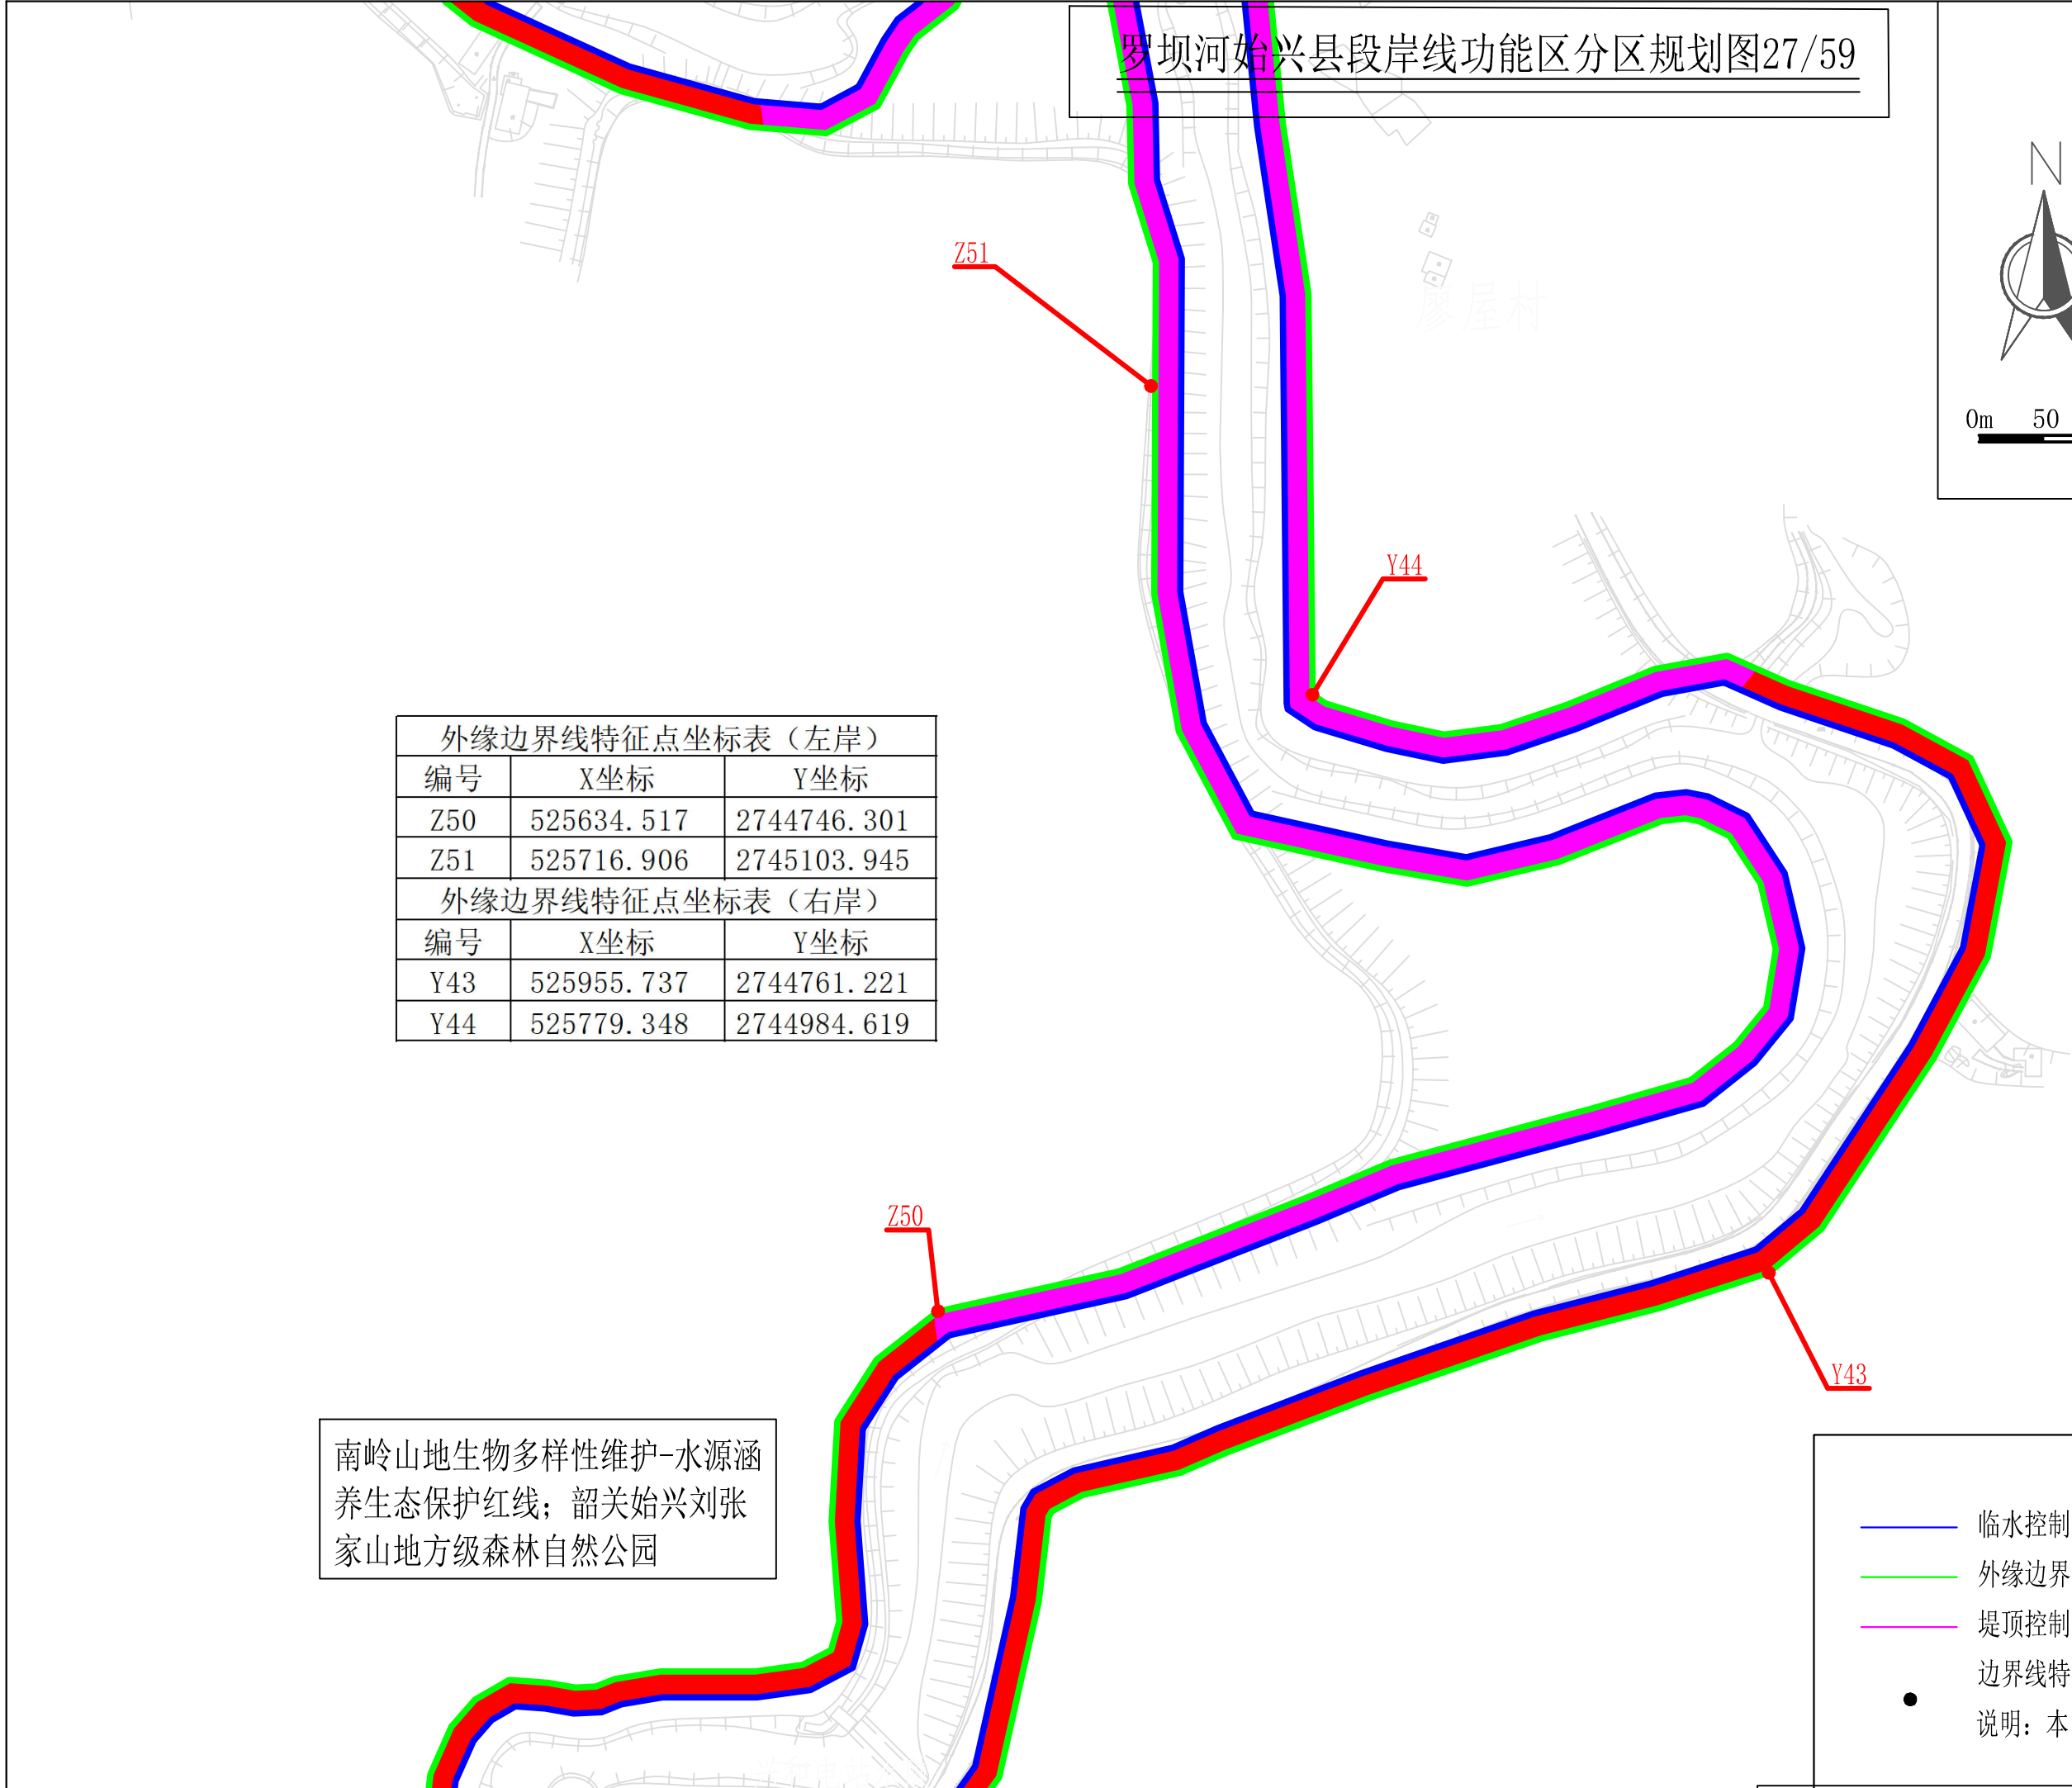 罗坝河始兴县段岸线功能区分区规划图27/59
N
0m 50
Z51
廖屋村
Y44
外缘边界线特征点坐标表（左岸）
编号 X坐标 Y坐标
Z50 525634.517 2744746.301
Z51 525716.906 2745103.945
外缘边界线特征点坐标表（右岸）
编号 X坐标 Y坐标
Y43 525955.737 2744761.221
Y44 525779.348 2744984.619
Z50
Y43
南岭山地生物多样性维护-水源涵
养生态保护红线；韶关始兴刘张
家山地方级森林自然公园
临水控制
外缘边界
堤顶控制
边界线特
说明：本